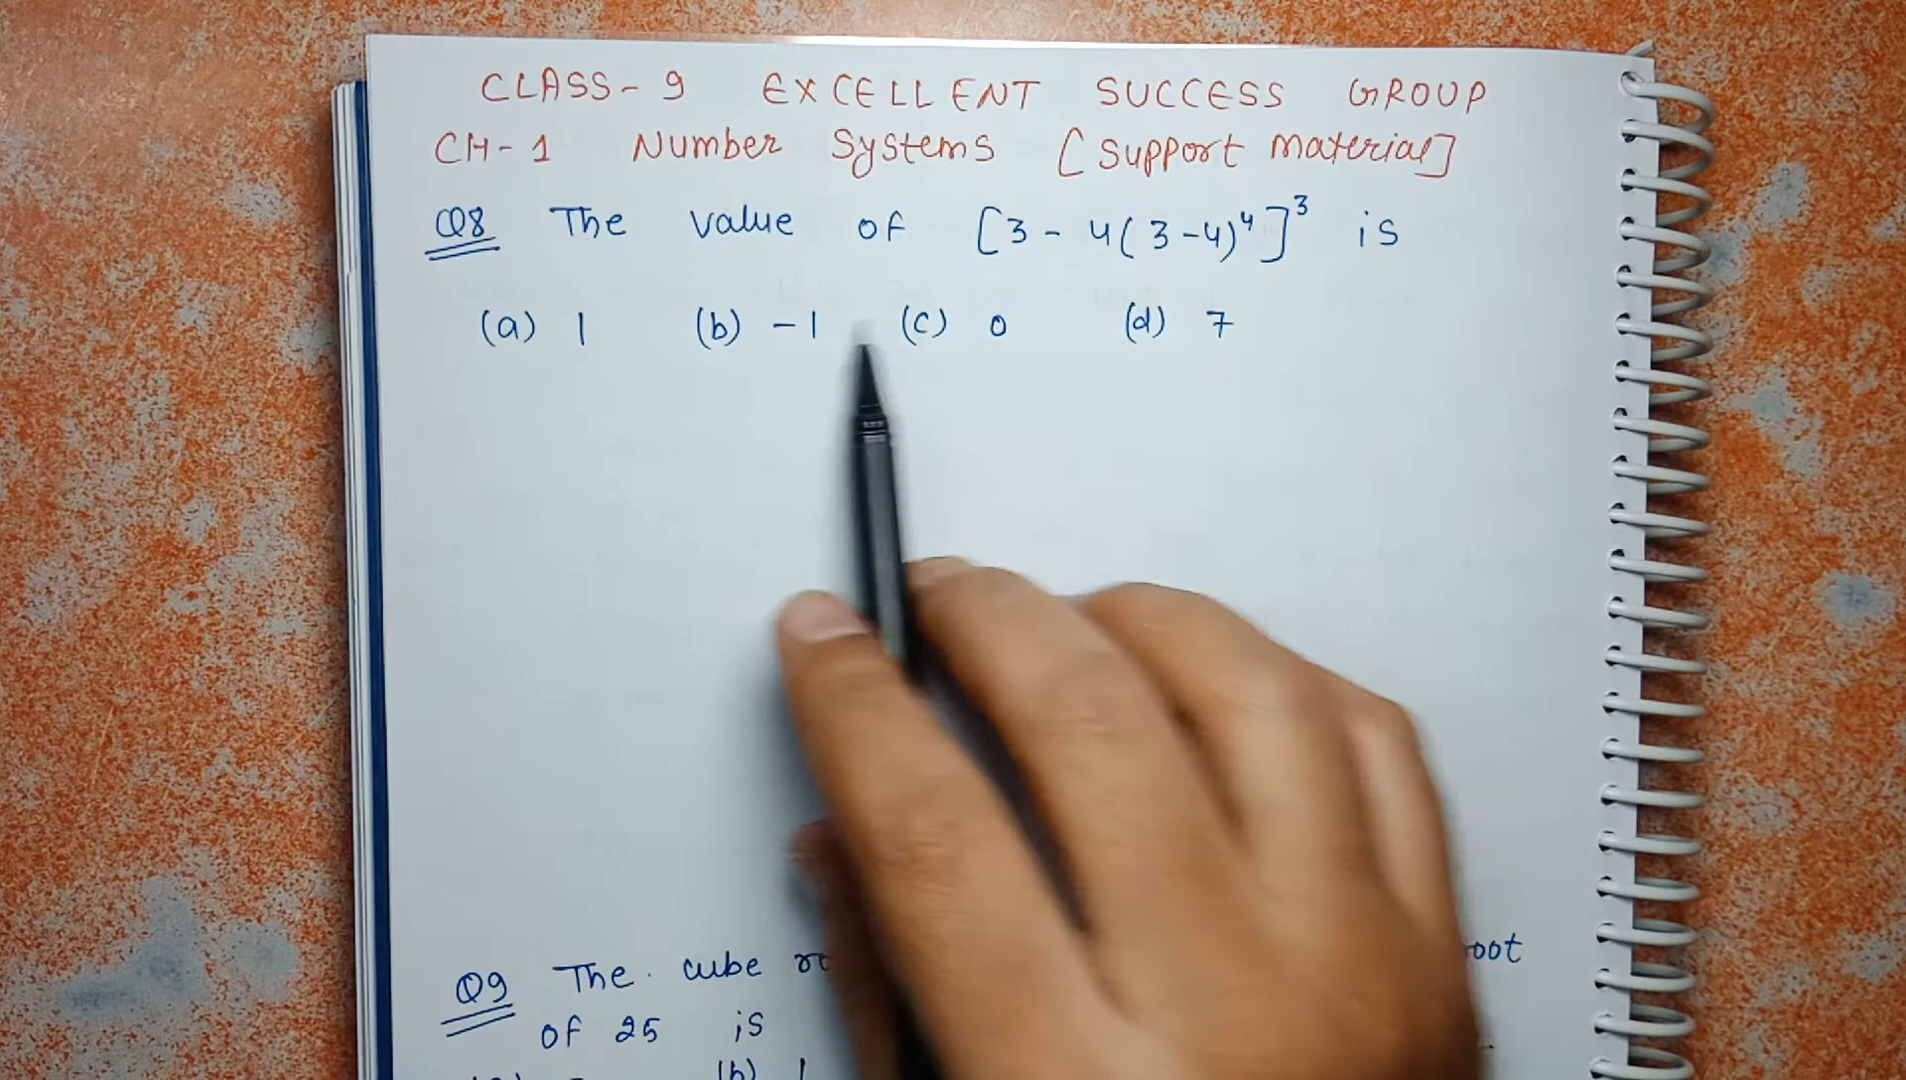 CLASS-9 EXCELLENT SUCCESS GROUP
CH-1 Number Systems [Support Material]
Q8 The value of [3-4(3-4)⁴]³ is
(a) 1 (b) -1 (c) 0 (d) 7
Q9 The cube
of 25 is
(b) 1